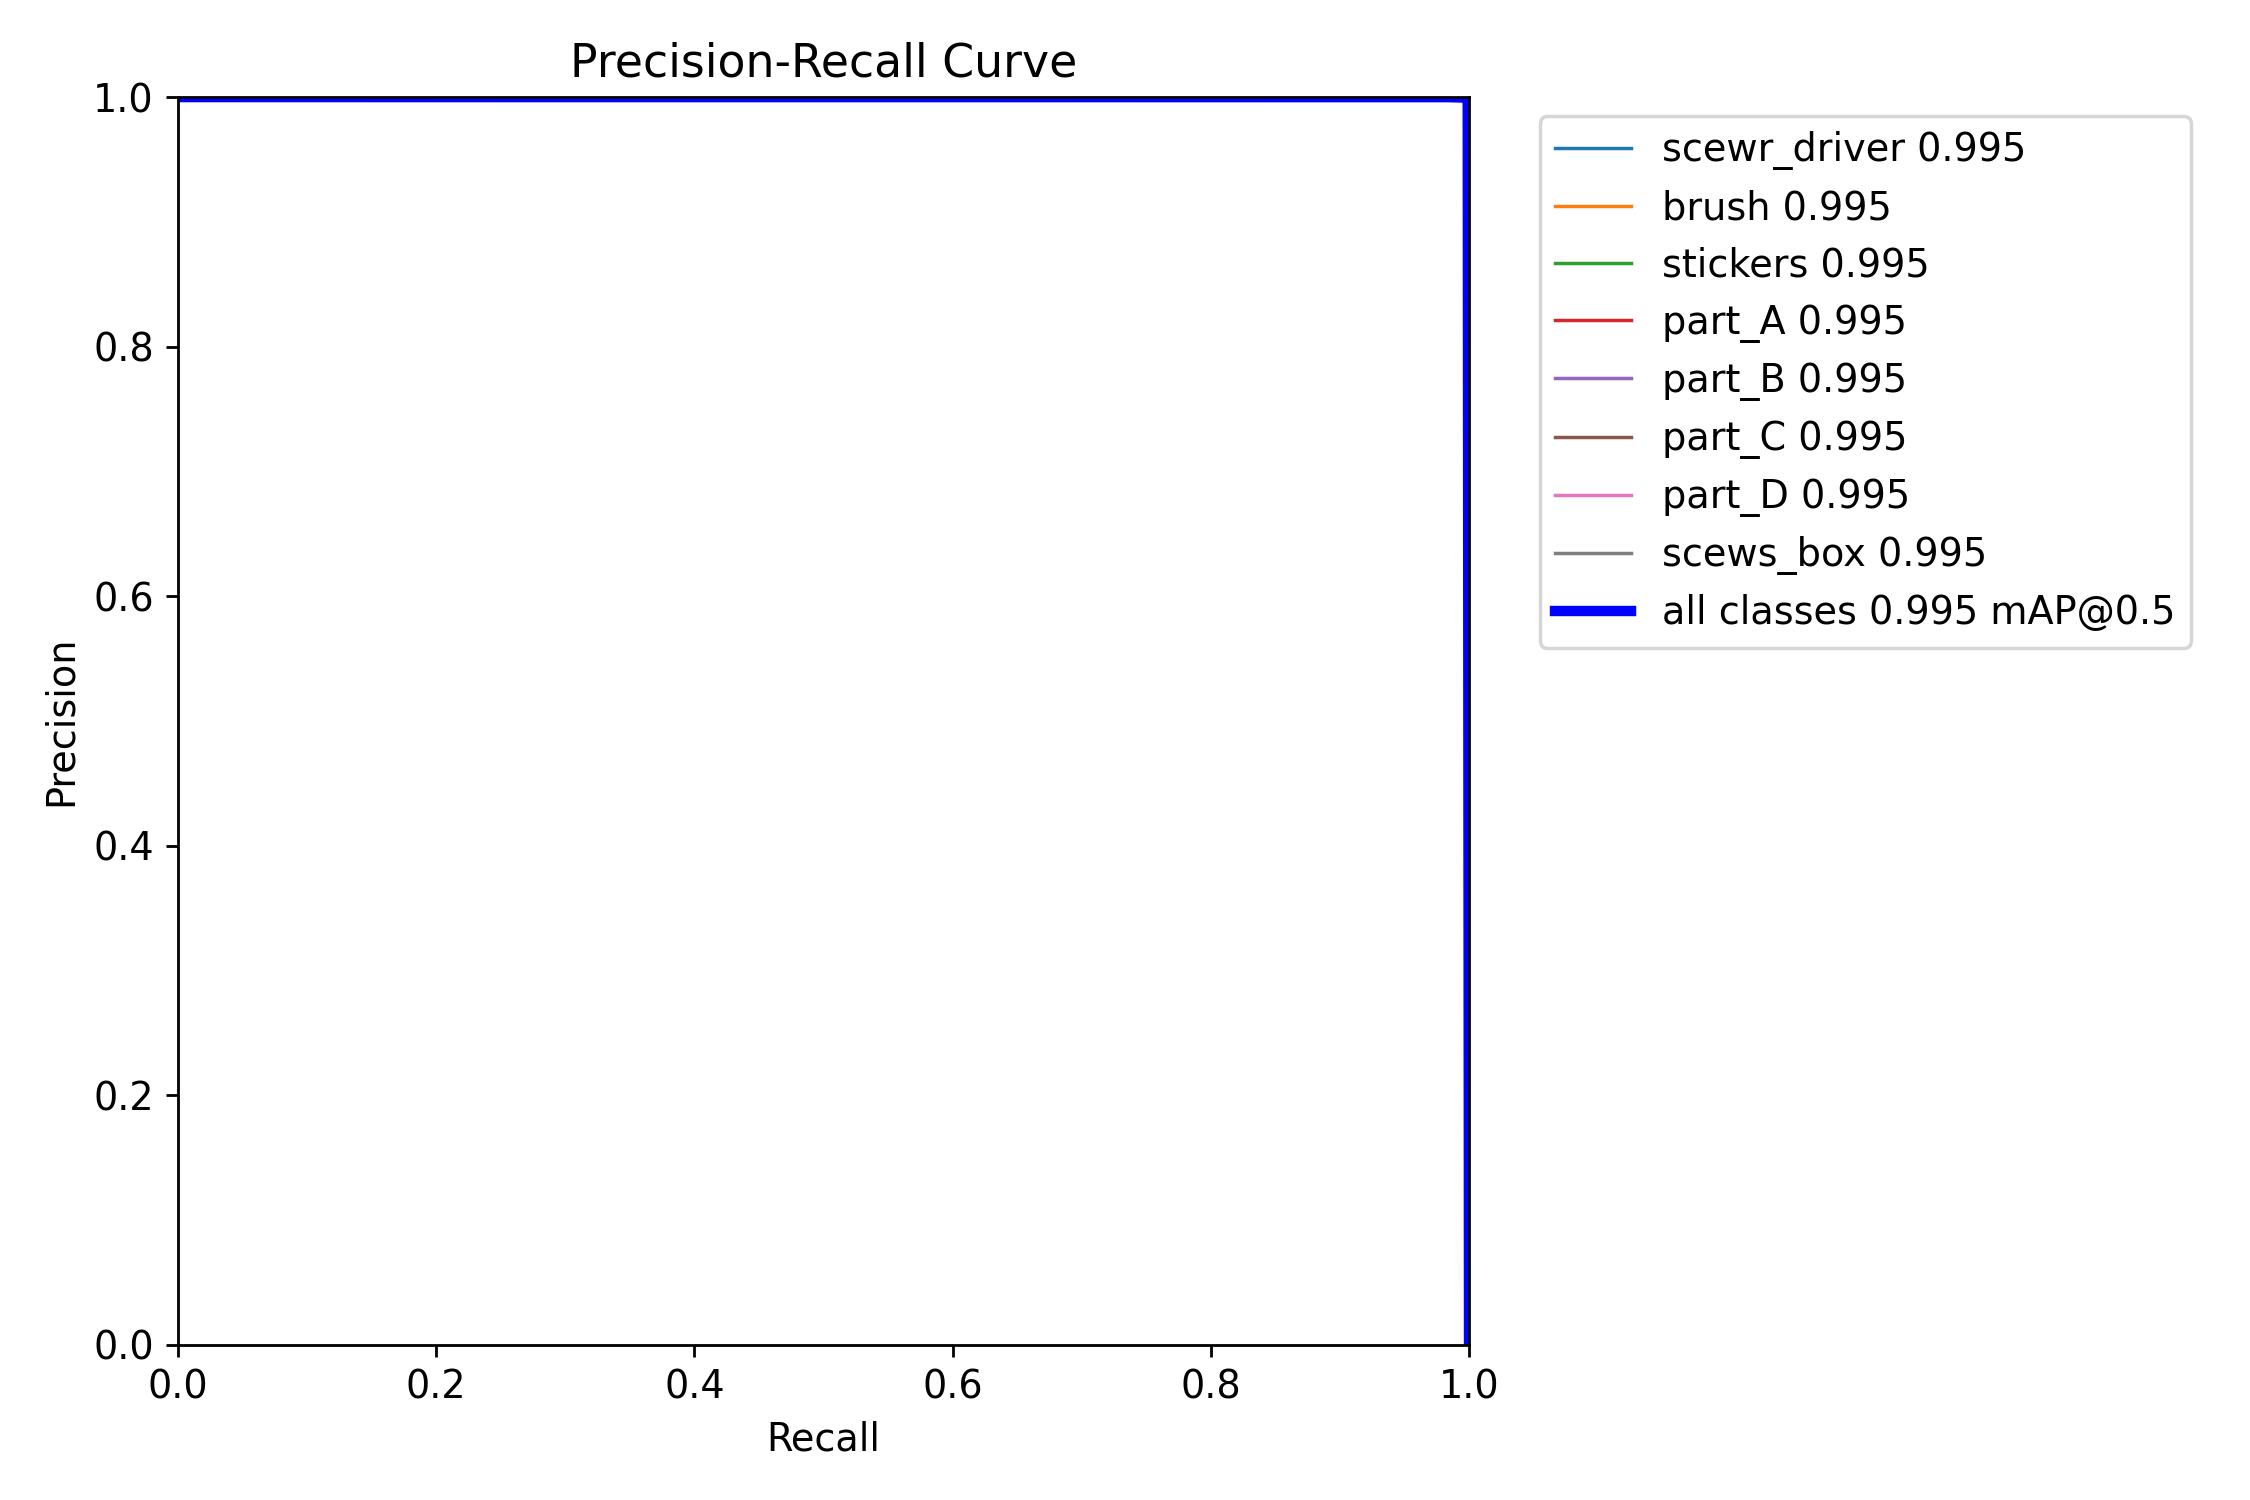 Precision-Recall Curve
1.0
0.8
0.6
0.4
0.2
0.0
Precision
0.0 0.2 0.4 0.6 0.8 1.0
Recall
scewr_driver 0.995
brush 0.995
stickers 0.995
part_A 0.995
part_B 0.995
part_C 0.995
part_D 0.995
scews_box 0.995
all classes 0.995 mAP@0.5